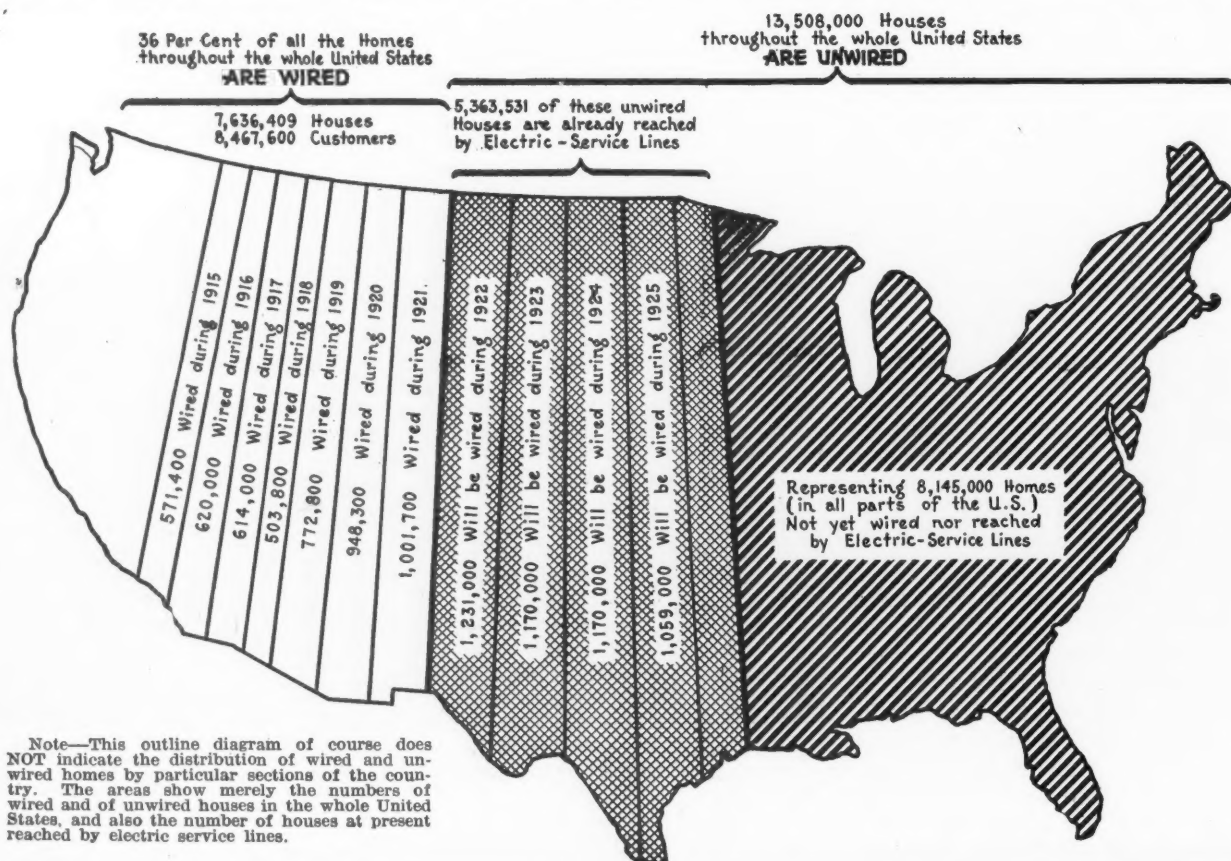 36 Per Cent of all the Homes
throughout the whole United States
ARE WIRED
7,636,409 Houses
8,467,600 Customers
13,508,000 Houses
throughout the whole United States
ARE UNWIRED
5,363,531 of these unwired
Houses are already reached
by Electric-Service Lines
571,400 Wired during 1915
620,000 Wired during 1916
614,000 Wired during 1917
503,800 Wired during 1918
772,800 Wired during 1919
948,300 Wired during 1920
1,001,700 Wired during 1921.
1,231,000 Will be wired during 1922
1,170,000 Will be wired during 1923
1,170,000 Will be wired during 1924
1,059,000 Will be wired during 1925
Representing 8,145,000 Homes
(in all parts of the U.S.)
Not yet wired nor reached
by Electric-Service Lines
Note—This outline diagram of course does
NOT indicate the distribution of wired and un-
wired homes by particular sections of the coun-
try. The areas show merely the numbers of
wired and of unwired houses in the whole United
States, and also the number of houses at present
reached by electric service lines.